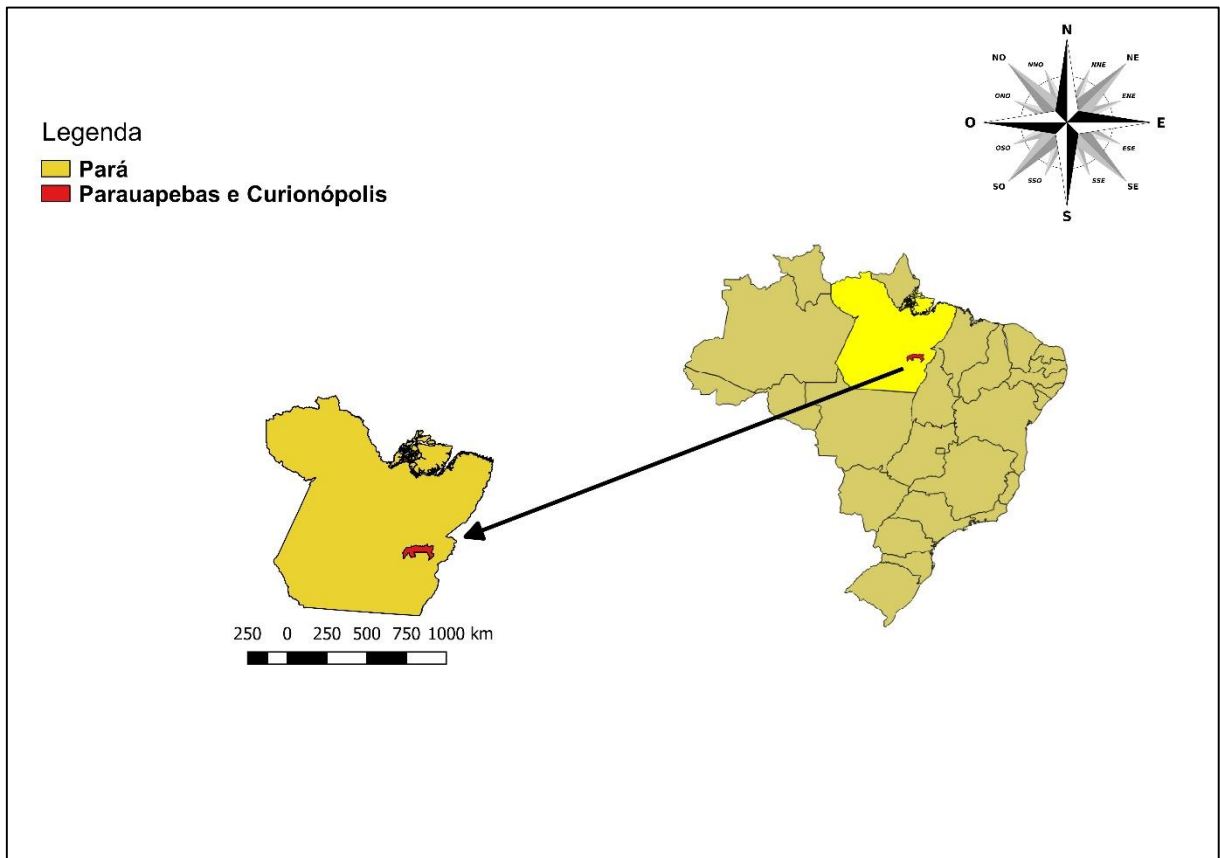 N
NO
NNO
NNE
NE
ONO
ENE
O
E
OSO
ESE
SO
SSO
SSE
SE
S
Legenda
Pará
Parauapebas e Curionópolis
250 0 250 500 750 1000 km